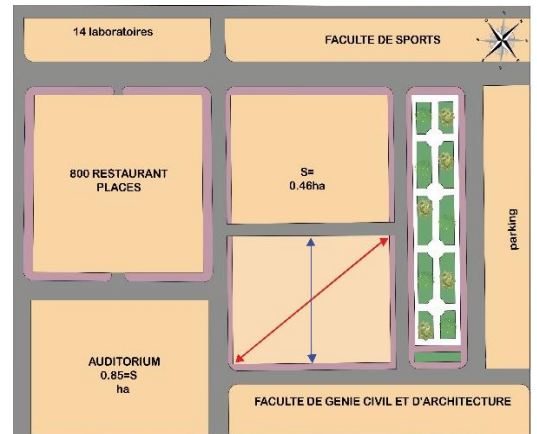 14 laboratoires
FACULTE DE SPORTS
800 RESTAURANT
PLACES
S=
0.46ha
parking
AUDITORIUM
0.85=S
ha
FACULTE DE GENIE CIVIL ET D'ARCHITECTURE